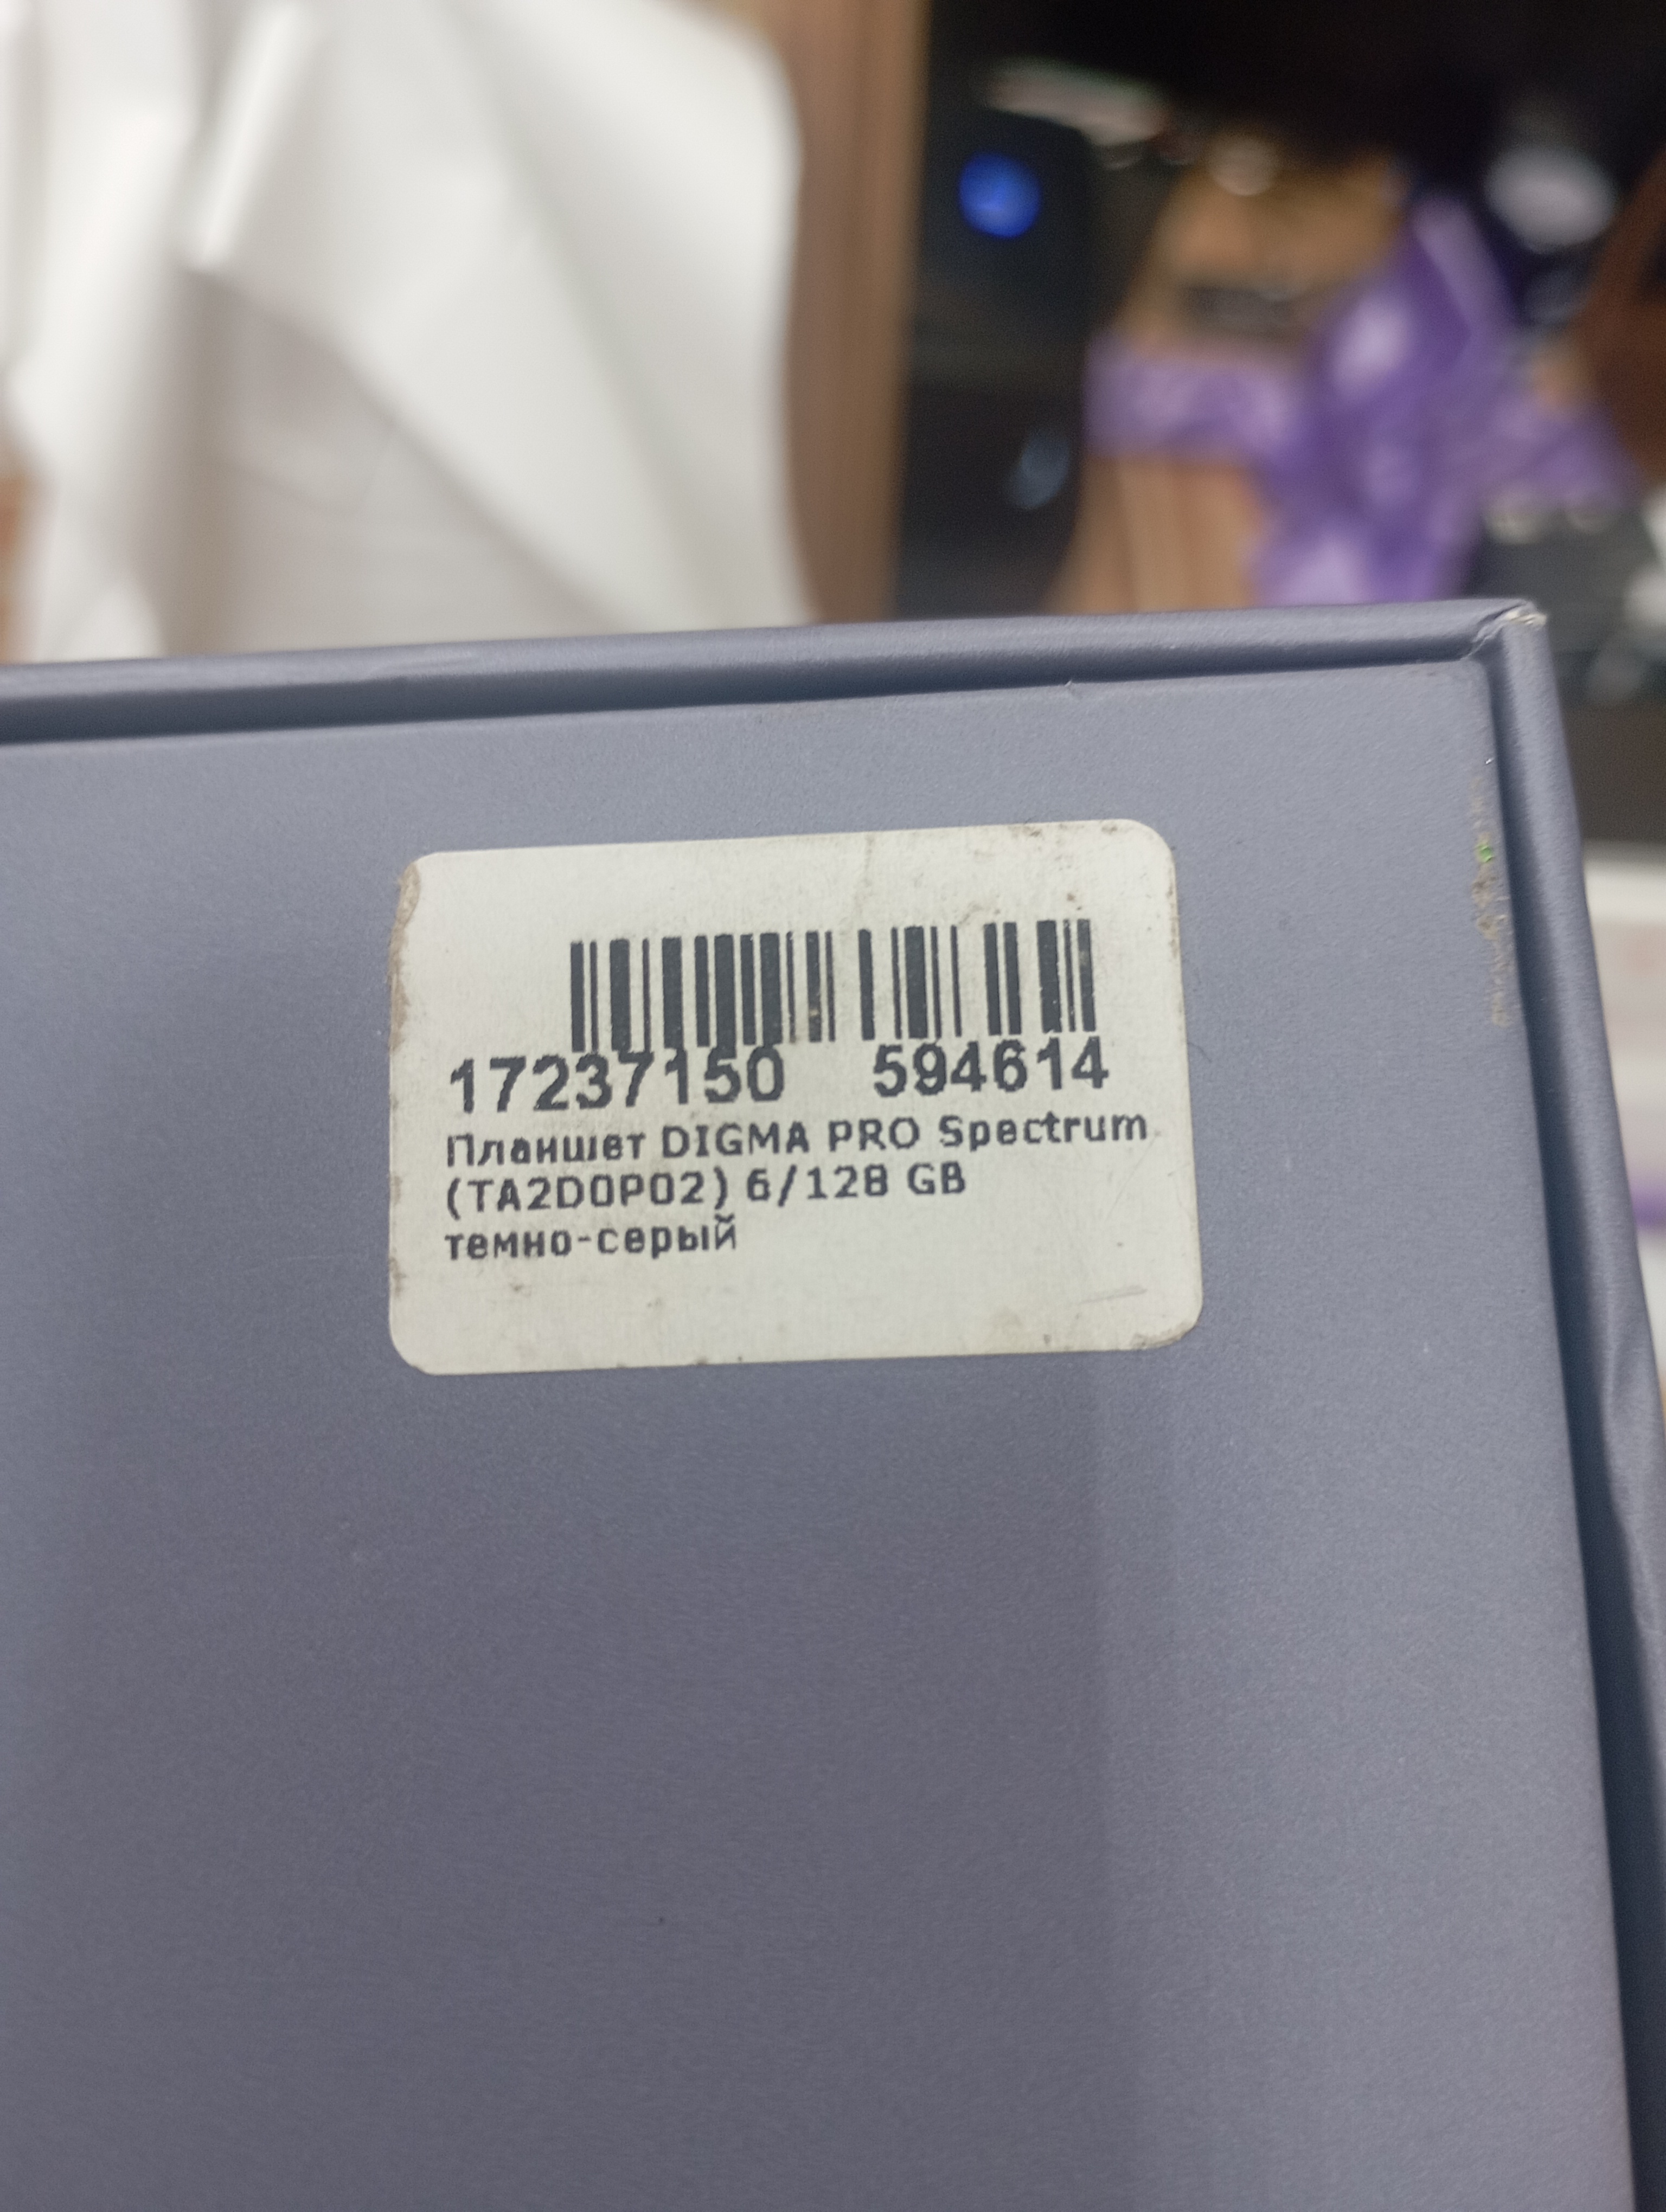 17237150 594614
Планшет DIGMA PRO Spectrum
(TA2D0P02) 6/128 GB
темно-серый